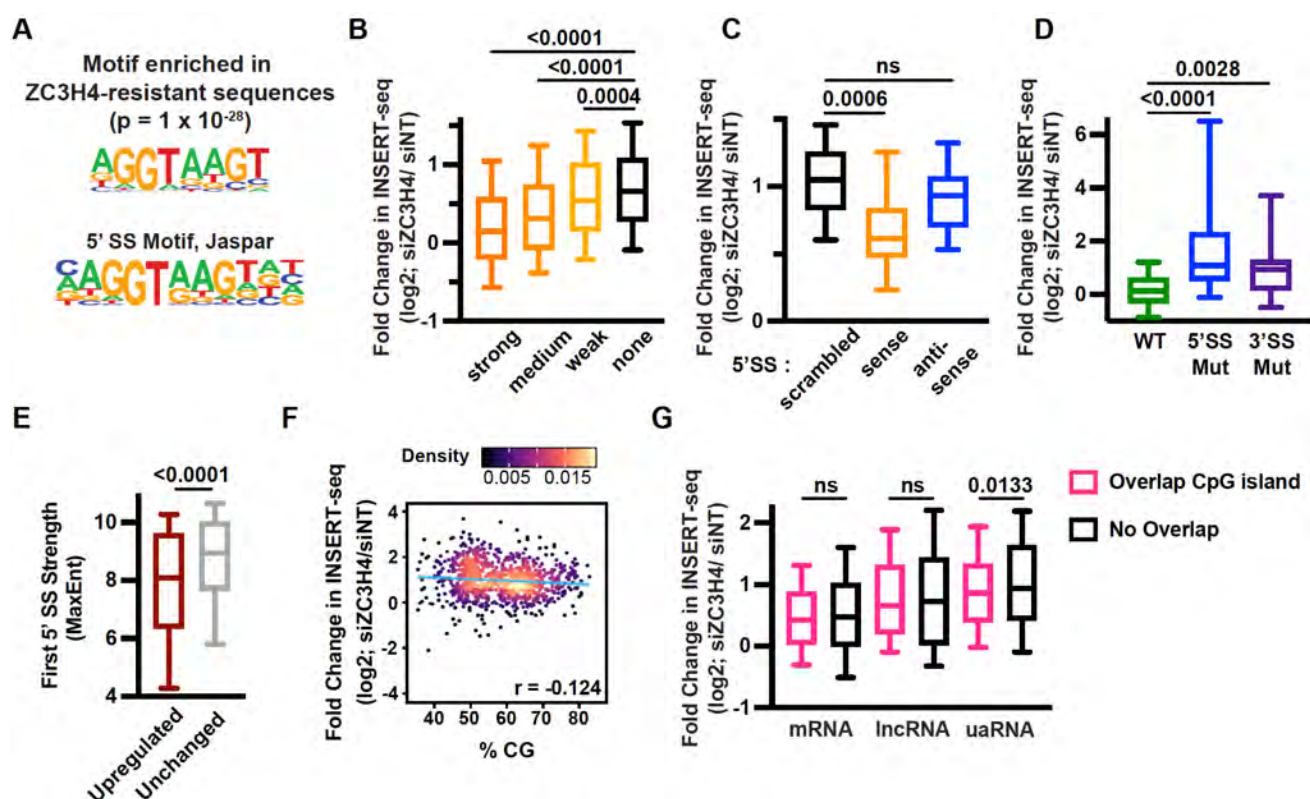 A
Motif enriched in
ZC3H4-resistant sequences
(p = 1 x 10-28)
AGGTAAGT
5' SS Motif, Jaspar
CAGGTAAGTAT
B
Fold Change in INSERT-seq
(log2; siZC3H4/ siNT)
<0.0001
<0.0001
0.0004
1
0
-1
strong
medium
weak
none
C
Fold Change in INSERT-seq
(log2; siZC3H4/ siNT)
ns
0.0006
1
0
5'SS :
scrambled
sense
anti-
sense
D
Fold Change in INSERT-seq
(log2; siZC3H4/ siNT)
0.0028
<0.0001
6
4
2
0
WT
5'SS
Mut
3'SS
Mut
E
First 5' SS Strength
(MaxEnt)
<0.0001
10
8
6
4
Upregulated
Unchanged
F
Density
0.005
0.015
Fold Change in INSERT-seq
(log2; siZC3H4/siNT)
4
2
0
-2
-4
r = -0.124
40 50 60 70 80
% CG
G
Fold Change in INSERT-seq
(log2; siZC3H4/ siNT)
ns
ns
0.0133
2
1
0
-1
mRNA
lncRNA
uaRNA
Overlap CpG island
No Overlap